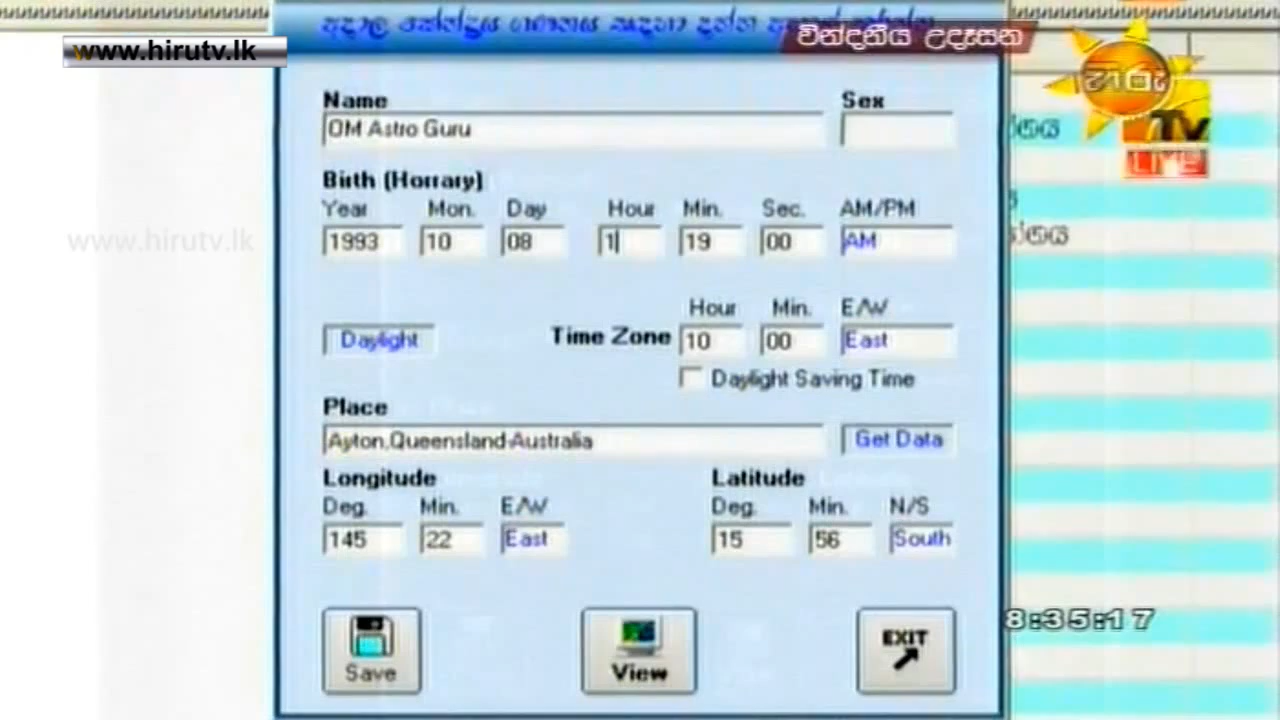 www.hirutv.lk
වින්දනීය උදෑසන
හිරු
TV
LIVE
Name
Sex
OM Astro Guru
Birth (Horrary)
Year Mon. Day Hour Min. Sec. AM/PM
1993 10 08 1 19 00 AM
www.hirutv.lk
Hour Min. E/W
Daylight Time Zone 10 00 East
Daylight Saving Time
Place
Ayton,Queensland-Australia Get Data
Longitude Latitude
Deg. Min. E/W Deg. Min. N/S
145 22 East 15 56 South
8:35:17
Save View EXIT